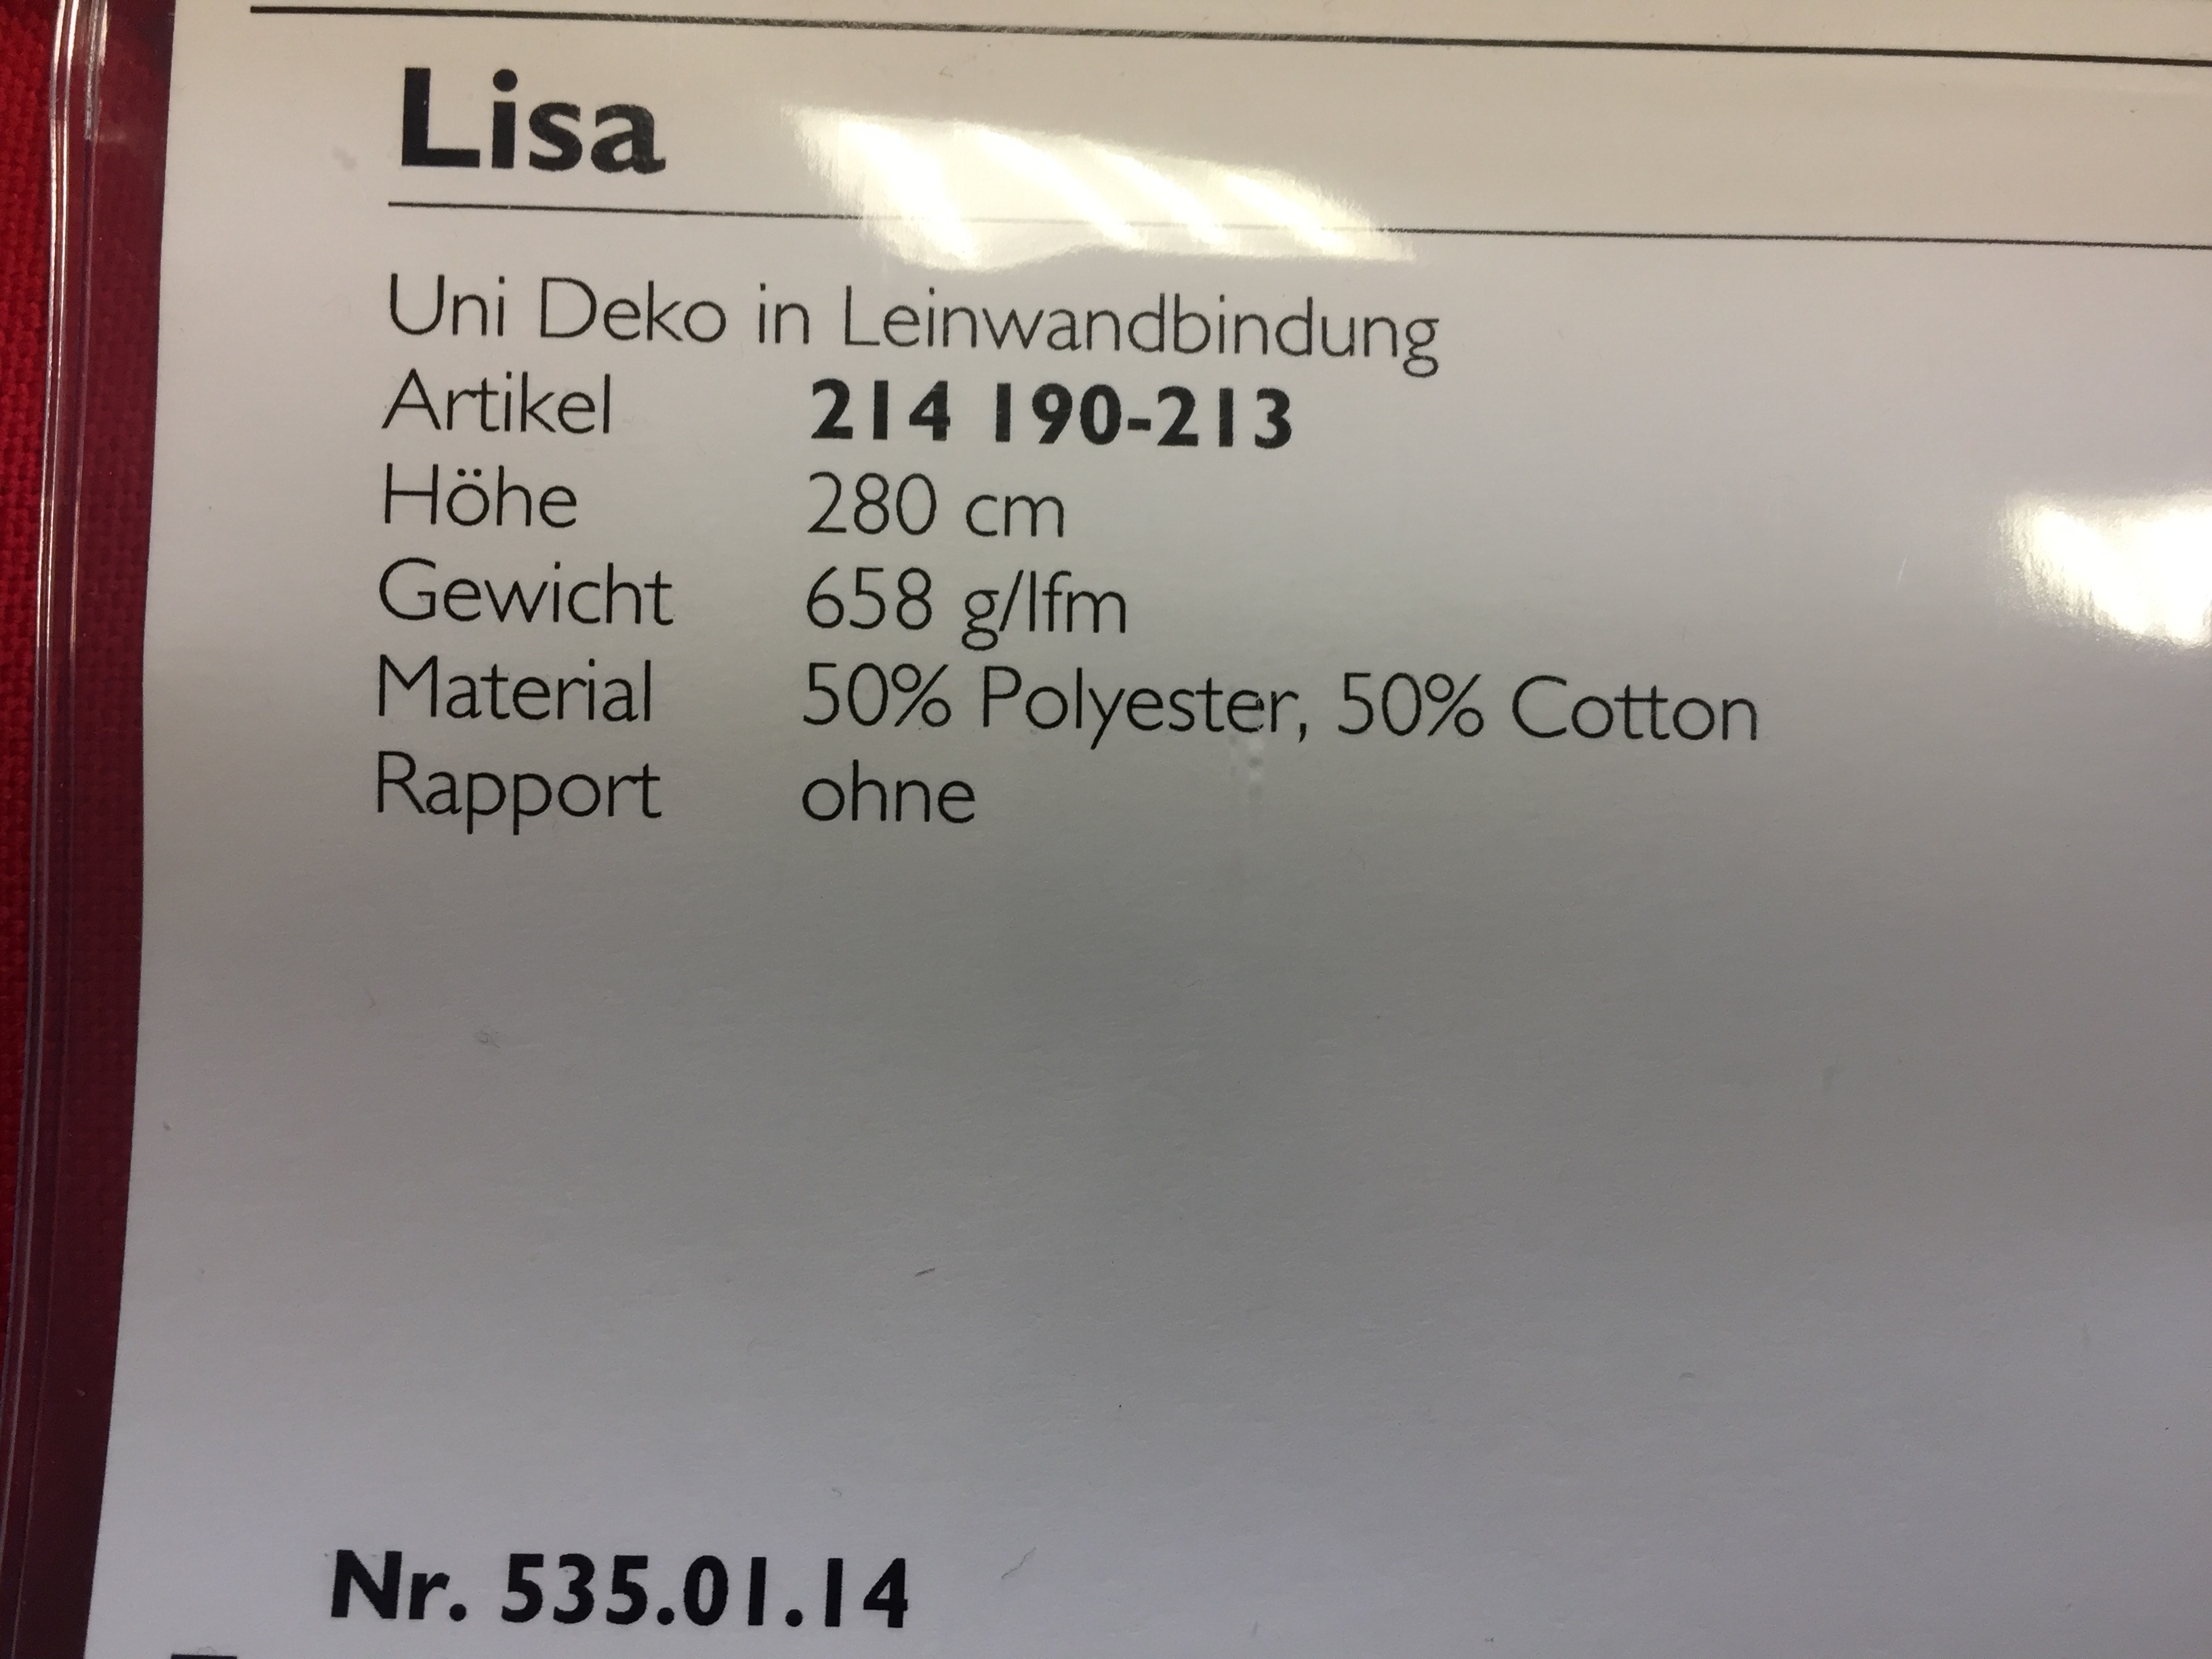 Lisa
Uni Deko in Leinwandbindung
Artikel 214 190-213
Höhe 280 cm
Gewicht 658 g/lfm
Material 50% Polyester, 50% Cotton
Rapport ohne
Nr. 535.01.14